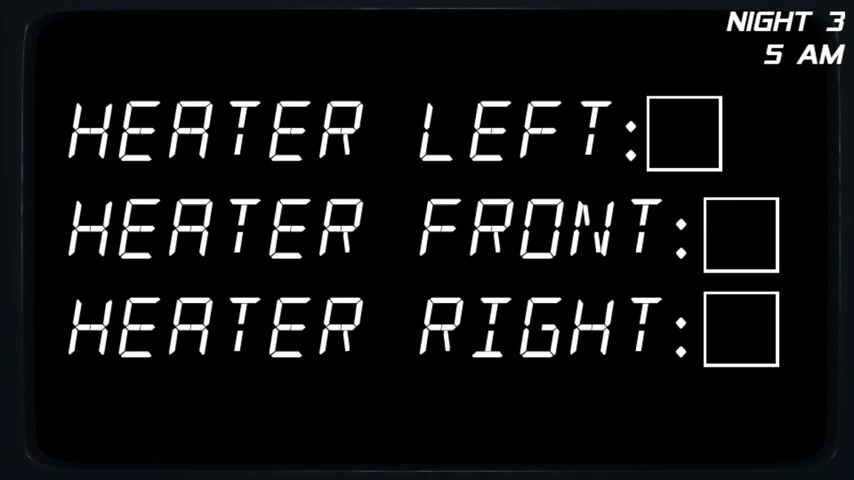 NIGHT 3
5 AM
HEATER LEFT:
HEATER FRONT:
HEATER RIGHT: